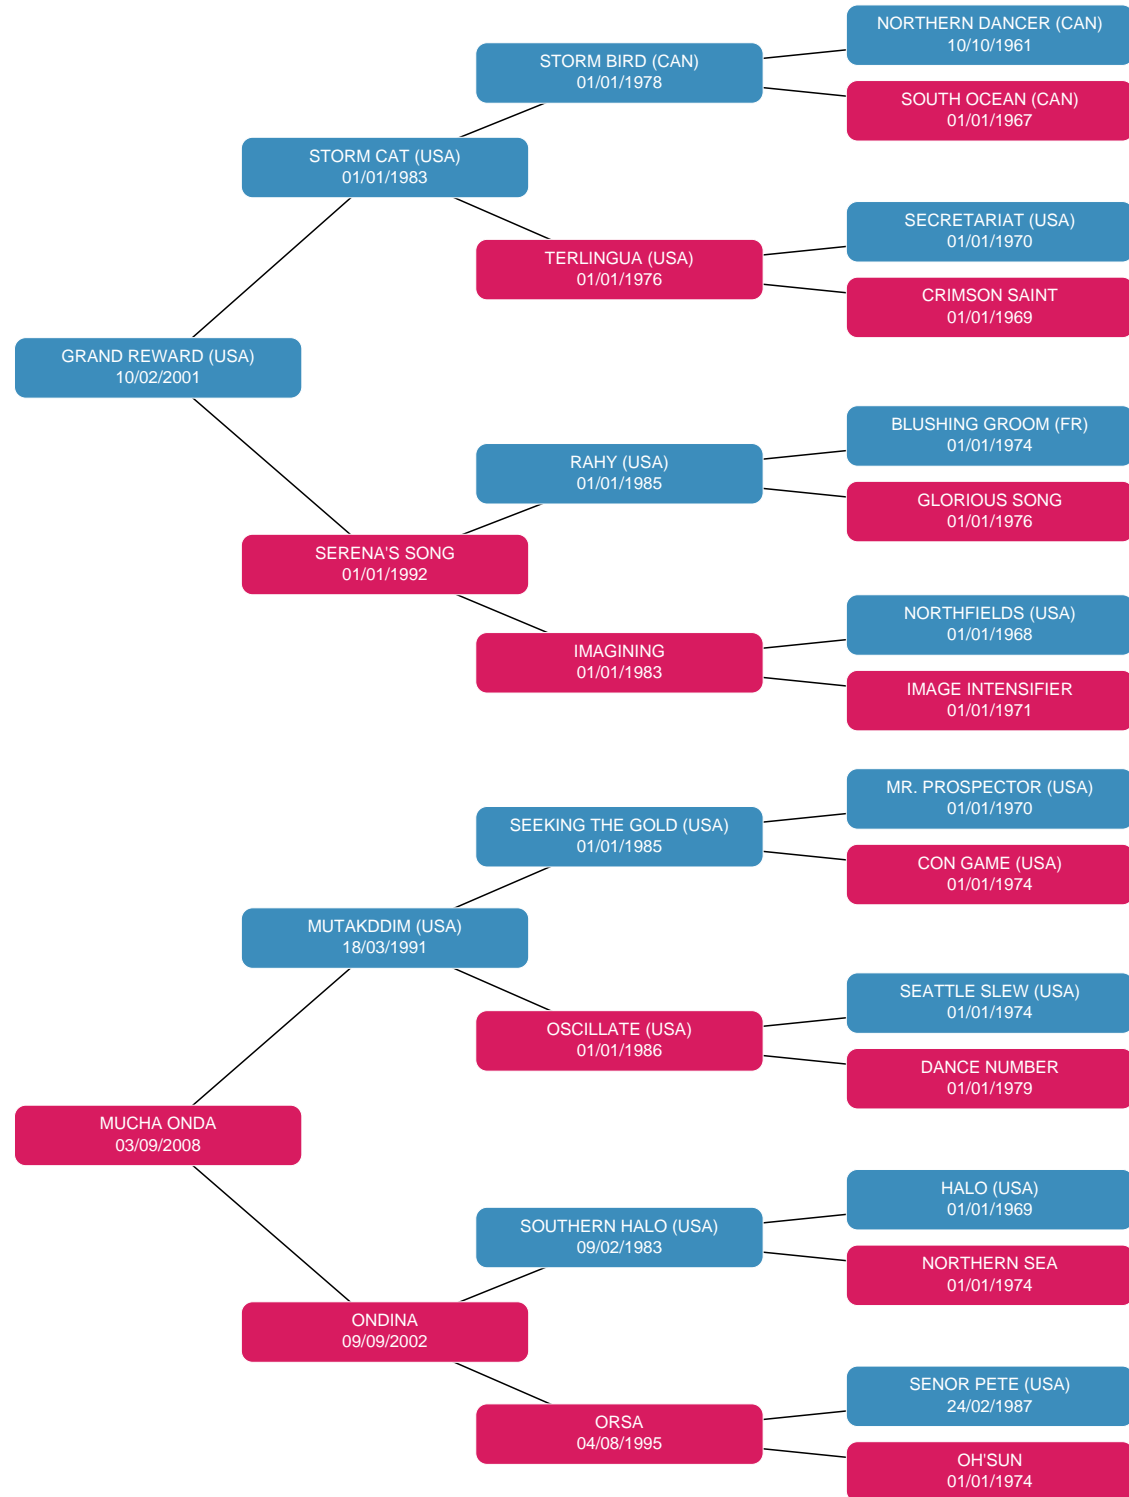 NORTHERN DANCER (CAN)
10/10/1961
STORM BIRD (CAN)
01/01/1978
SOUTH OCEAN (CAN)
01/01/1967
STORM CAT (USA)
01/01/1983
SECRETARIAT (USA)
01/01/1970
TERLINGUA (USA)
01/01/1976
CRIMSON SAINT
01/01/1969
GRAND REWARD (USA)
10/02/2001
BLUSHING GROOM (FR)
01/01/1974
RAHY (USA)
01/01/1985
GLORIOUS SONG
01/01/1976
SERENA'S SONG
01/01/1992
NORTHFIELDS (USA)
01/01/1968
IMAGINING
01/01/1983
IMAGE INTENSIFIER
01/01/1971
MR. PROSPECTOR (USA)
01/01/1970
SEEKING THE GOLD (USA)
01/01/1985
CON GAME (USA)
01/01/1974
MUTAKDDIM (USA)
18/03/1991
SEATTLE SLEW (USA)
01/01/1974
OSCILLATE (USA)
01/01/1986
DANCE NUMBER
01/01/1979
MUCHA ONDA
03/09/2008
HALO (USA)
01/01/1969
SOUTHERN HALO (USA)
09/02/1983
NORTHERN SEA
01/01/1974
ONDINA
09/09/2002
SENOR PETE (USA)
24/02/1987
ORSA
04/08/1995
OH'SUN
01/01/1974